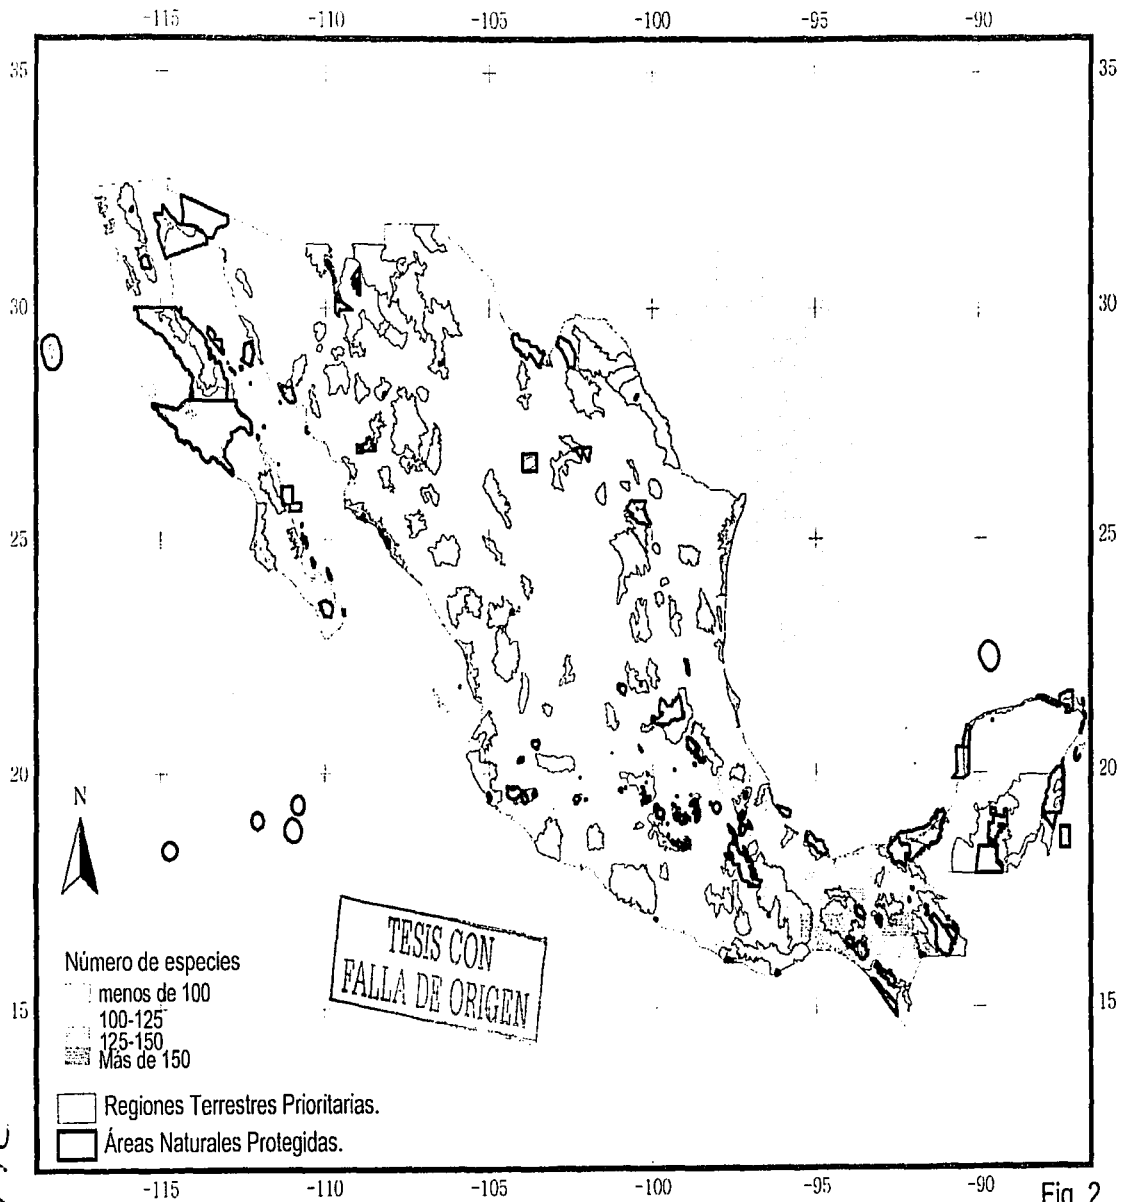 -115 -110 -105 -100 -95 -90
35 35
30 30
25 25
20 20
N
TESIS CON
FALLA DE ORIGEN
Número de especies
menos de 100
100-125
125-150
Más de 150
15 15
Regiones Terrestres Prioritarias.
Áreas Naturales Protegidas.
-115 -110 -105 -100 -95 -90
Fig. 2